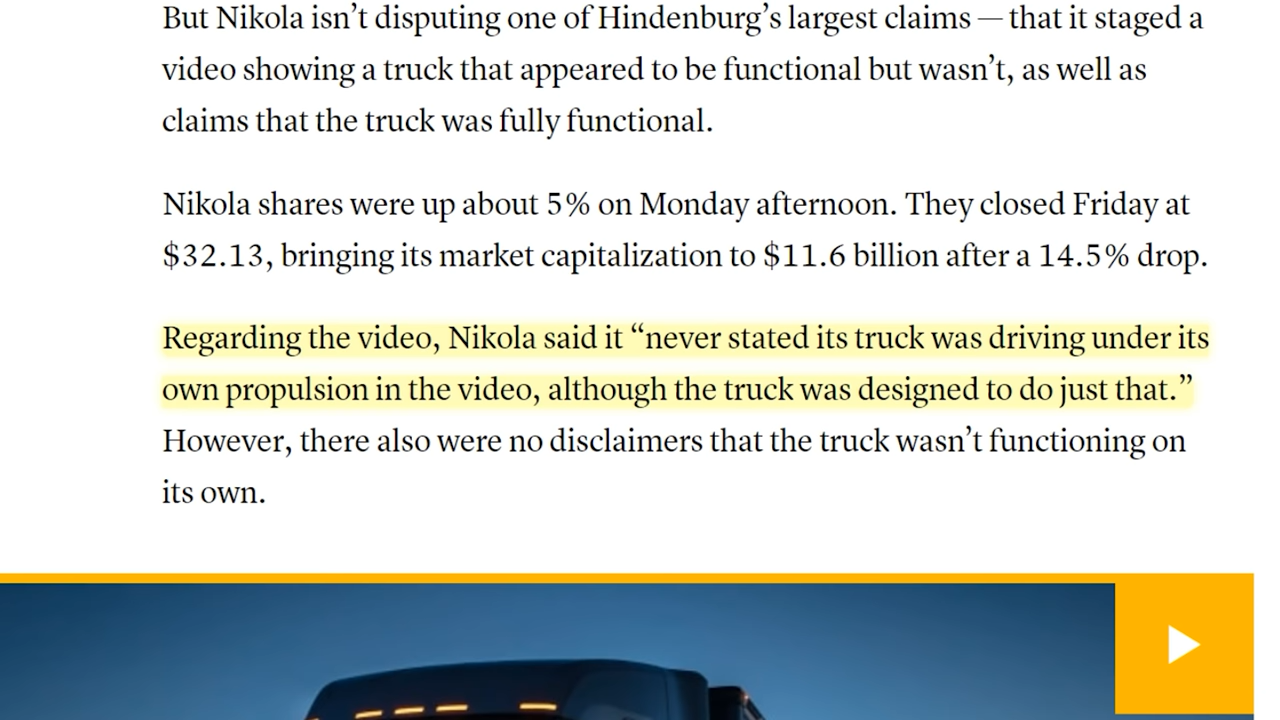 But Nikola isn’t disputing one of Hindenburg’s largest claims — that it staged a
video showing a truck that appeared to be functional but wasn’t, as well as
claims that the truck was fully functional.
Nikola shares were up about 5% on Monday afternoon. They closed Friday at
$32.13, bringing its market capitalization to $11.6 billion after a 14.5% drop.
Regarding the video, Nikola said it “never stated its truck was driving under its
own propulsion in the video, although the truck was designed to do just that.”
However, there also were no disclaimers that the truck wasn’t functioning on
its own.